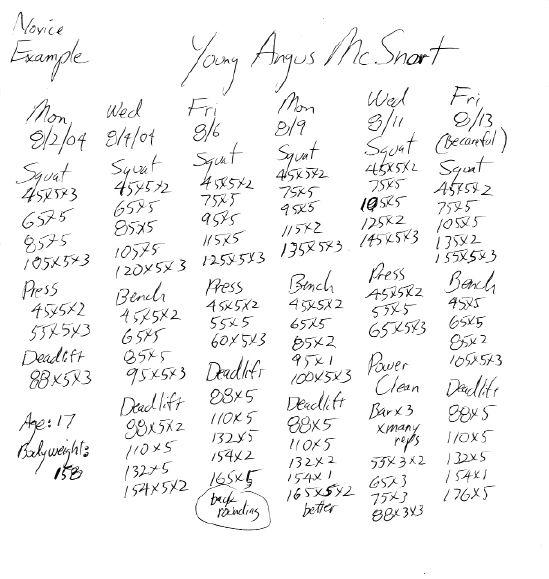 Novice
Example
Young Angus McSnort
Mon
8/2/04
Squat
45x5x3
65x5
85x5
105x5x3
Press
45x5x2
55x5x3
Deadlift
88x5x3
Age: 17
Bodyweight:
158
Wed
8/4/04
Squat
45x5x2
65x5
85x5
105x5
120x5x3
Bench
45x5x2
65x5
85x5
95x5x3
Deadlift
88x5x2
110x5
132x5
154x5x2
Fri
8/6
Squat
45x5x2
75x5
95x5
115x5
125x5x3
Press
45x5x2
55x5
60x5x3
Deadlift
88x5
110x5
132x5
154x2
165x5
back
rounding
Mon
8/9
Squat
45x5x2
75x5
95x5
115x2
135x5x3
Bench
45x5x2
65x5
85x2
95x1
100x5x3
Deadlift
88x5
110x5
132x2
154x1
165x5x2
better
Wed
8/11
Squat
45x5x2
75x5
105x5
125x2
145x5x3
Press
45x5x2
55x5
65x5x3
Power
Clean
Bar x 3
x many
reps
55x3x2
65x3
75x3
88x3x3
Fri
8/13
(Be careful)
Squat
45x5x2
75x5
105x5
135x2
155x5x3
Bench
45x5
65x5
85x2
105x5x3
Deadlift
88x5
110x5
132x5
154x1
176x5